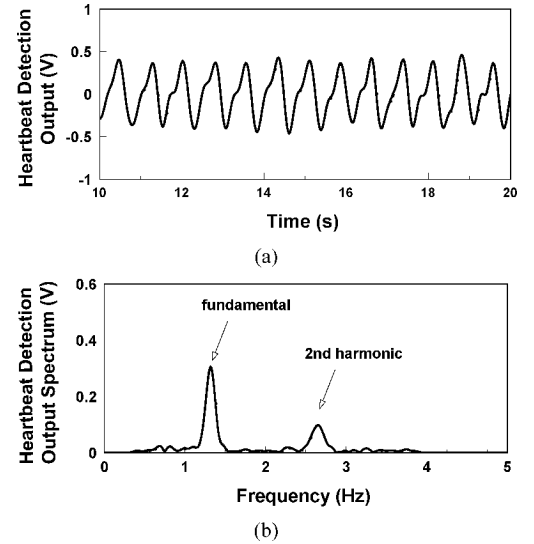 Heartbeat Detection
Output (V)
1
0.5
0
-0.5
-1
10
12
14
16
18
20
Time (s)
(a)
Heartbeat Detection
Output Spectrum (V)
0.6
0.4
0.2
0
fundamental
2nd harmonic
0
1
2
3
4
5
Frequency (Hz)
(b)